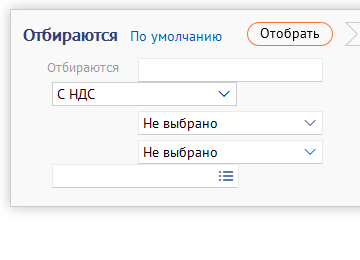 Отбираются По умолчанию Отобрать
Отбираются
С НДС
Не выбрано
Не выбрано